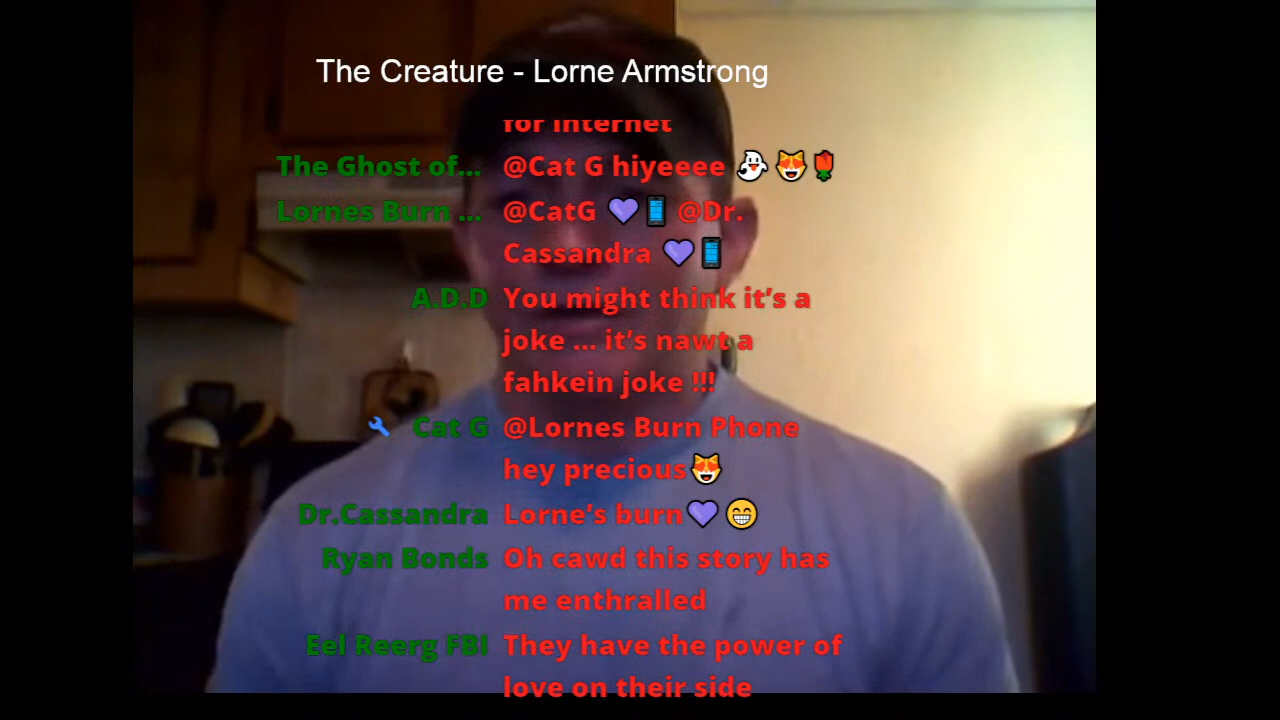 The Creature - Lorne Armstrong
for internet
The Ghost of... @Cat G hiyeeee 👻😻🌹
Lornes Burn ... @CatG 💜📱 @Dr.
Cassandra 💜📱
A.D.D You might think it’s a
joke ... it’s nawt a
fahkein joke !!!
Cat G @Lornes Burn Phone
hey precious😻
Dr.Cassandra Lorne’s burn💜😁
Ryan Bonds Oh cawd this story has
me enthralled
Eel Reerg FBI They have the power of
love on their side